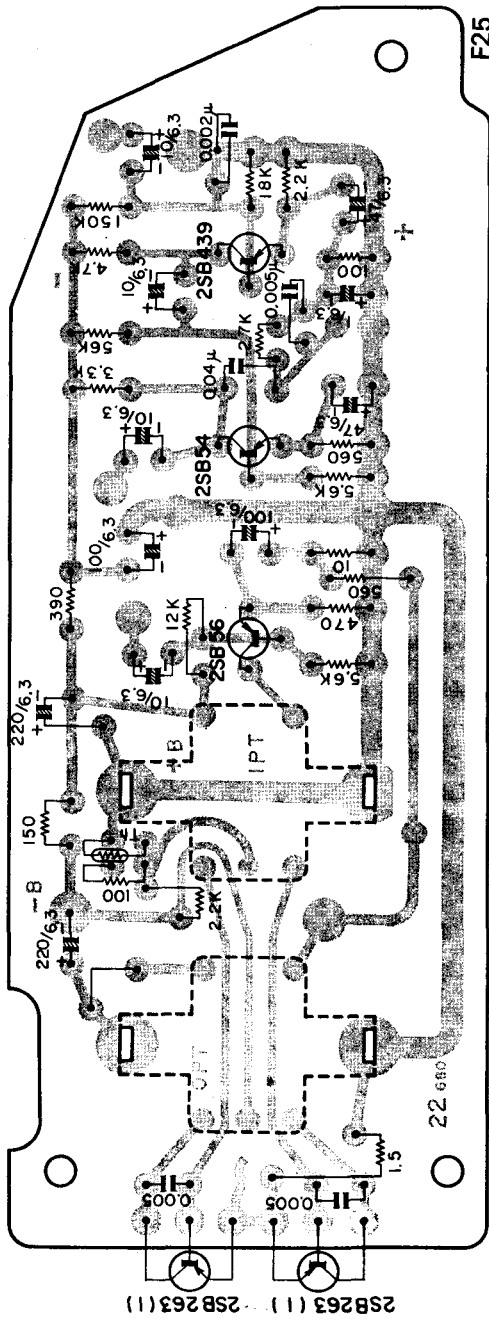 F25
10/6.3
0.002μ
150K
18K
2.2K
4.7K
10/6.3
2SB439
47/6.3
100
0.005μ
56K
2.7K
3.3K
0.04μ
10/6.3
2SB54
47/6.3
560
5.6K
100/6.3
100/6.3
10
560
390
12K
2SB56
470
10/6.3
5.6K
220/6.3
+B
IPT
150
Th
100
-B
2.2K
220/6.3
OPT
22 680
1.5
0.005
0.005
2SB263(1)
2SB263(1)